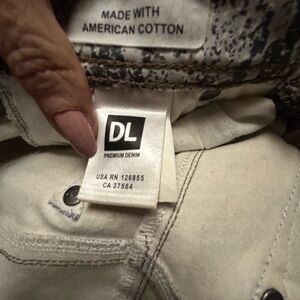 MADE WITH
AMERICAN COTTON
DL
PREMIUM DENIM
USA RN 126855
CA 37584